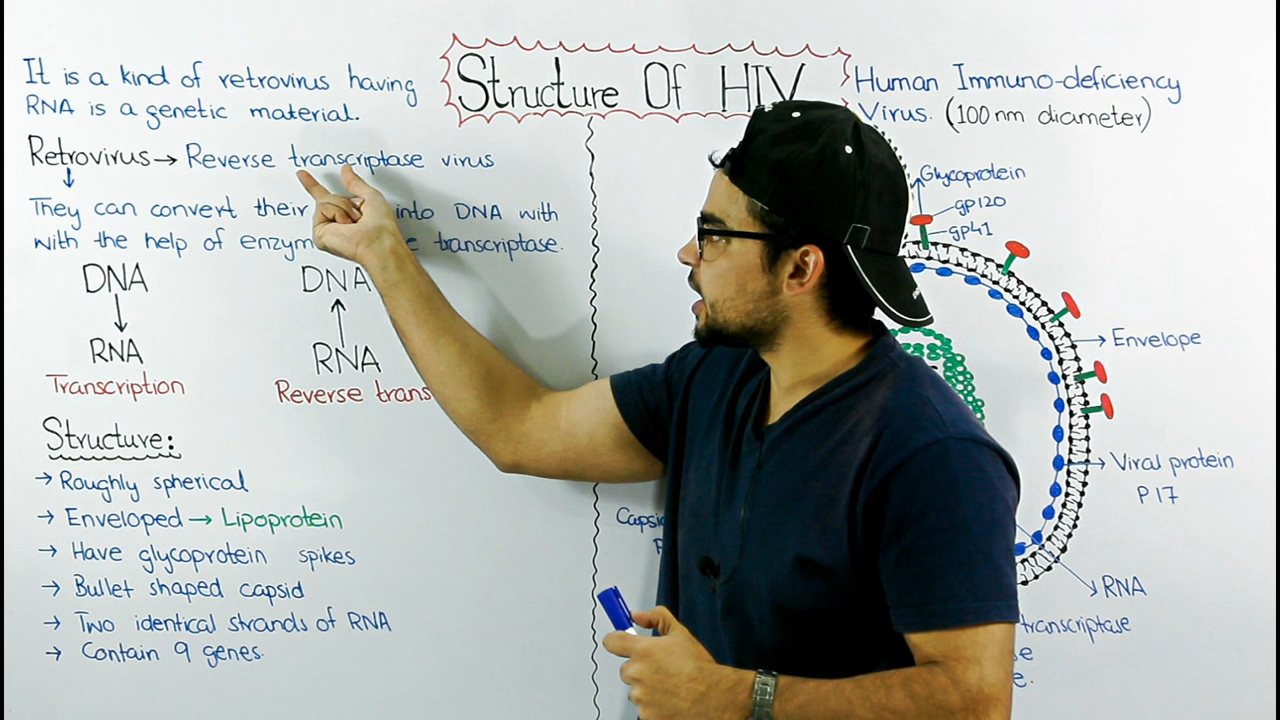 Structure Of HIV
It is a kind of retrovirus having
RNA is a genetic material.
Retrovirus → Reverse transcriptase virus
↓
They can convert their into DNA with
with the help of transcriptase.
DNA
↓
RNA
Transcription
DNA
↑
RNA
Reverse
Structure:
→ Roughly spherical
→ Enveloped → Lipoprotein
→ Have glycoprotein spikes
→ Bullet shaped capsid
→ Two identical strands of RNA
→ Contain 9 genes.
Human Immuno-deficiency
Virus. (100 nm diameter)
Glycoprotein
gp120
gp41
Envelope
Viral protein
P17
RNA
transcriptase